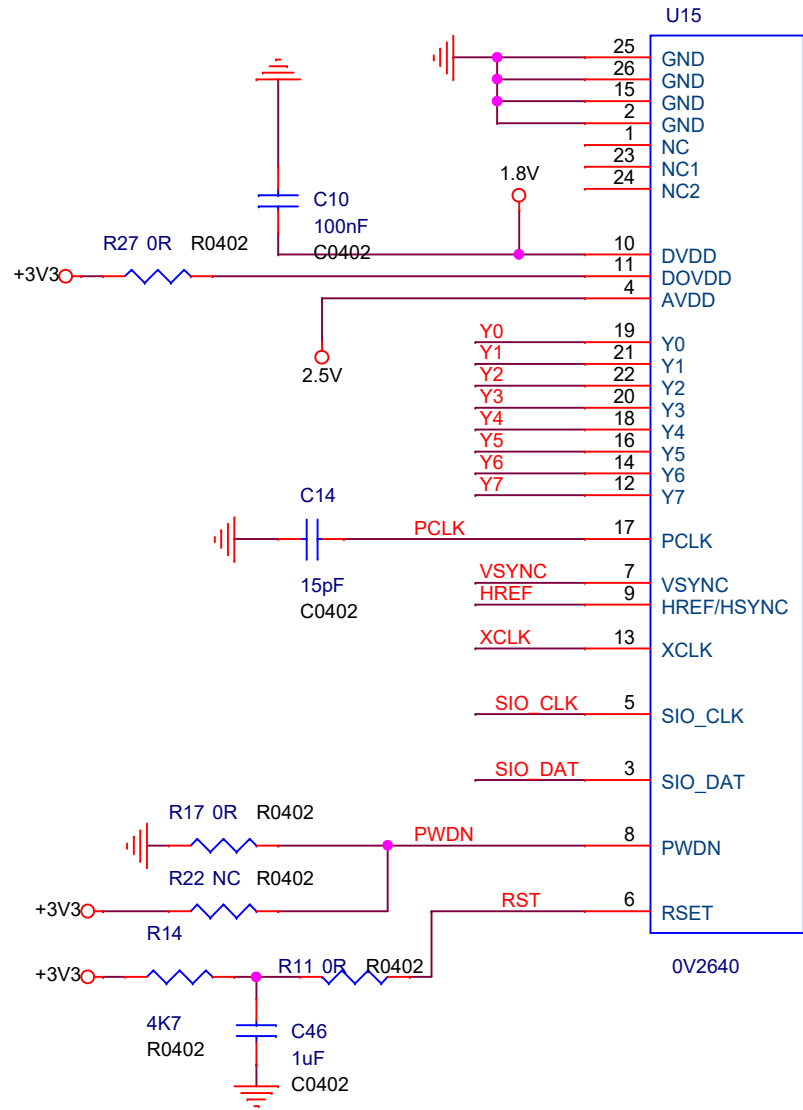 U15
25 GND
26 GND
15 GND
2 GND
1 NC
23 NC1
24 NC2
1.8V
C10
100nF
C0402
10 DVDD
R27 0R R0402
+3V3
11 DOVDD
4 AVDD
2.5V
Y0 19 Y0
Y1 21 Y1
Y2 22 Y2
Y3 20 Y3
Y4 18 Y4
Y5 16 Y5
Y6 14 Y6
Y7 12 Y7
C14
15pF
C0402
PCLK 17 PCLK
VSYNC 7 VSYNC
HREF 9 HREF/HSYNC
XCLK 13 XCLK
SIO_CLK 5 SIO_CLK
SIO_DAT 3 SIO_DAT
R17 0R R0402
PWDN 8 PWDN
R22 NC R0402
+3V3
RST 6 RSET
R14
+3V3
R11 0R R0402
4K7
R0402
C46
1uF
C0402
0V2640